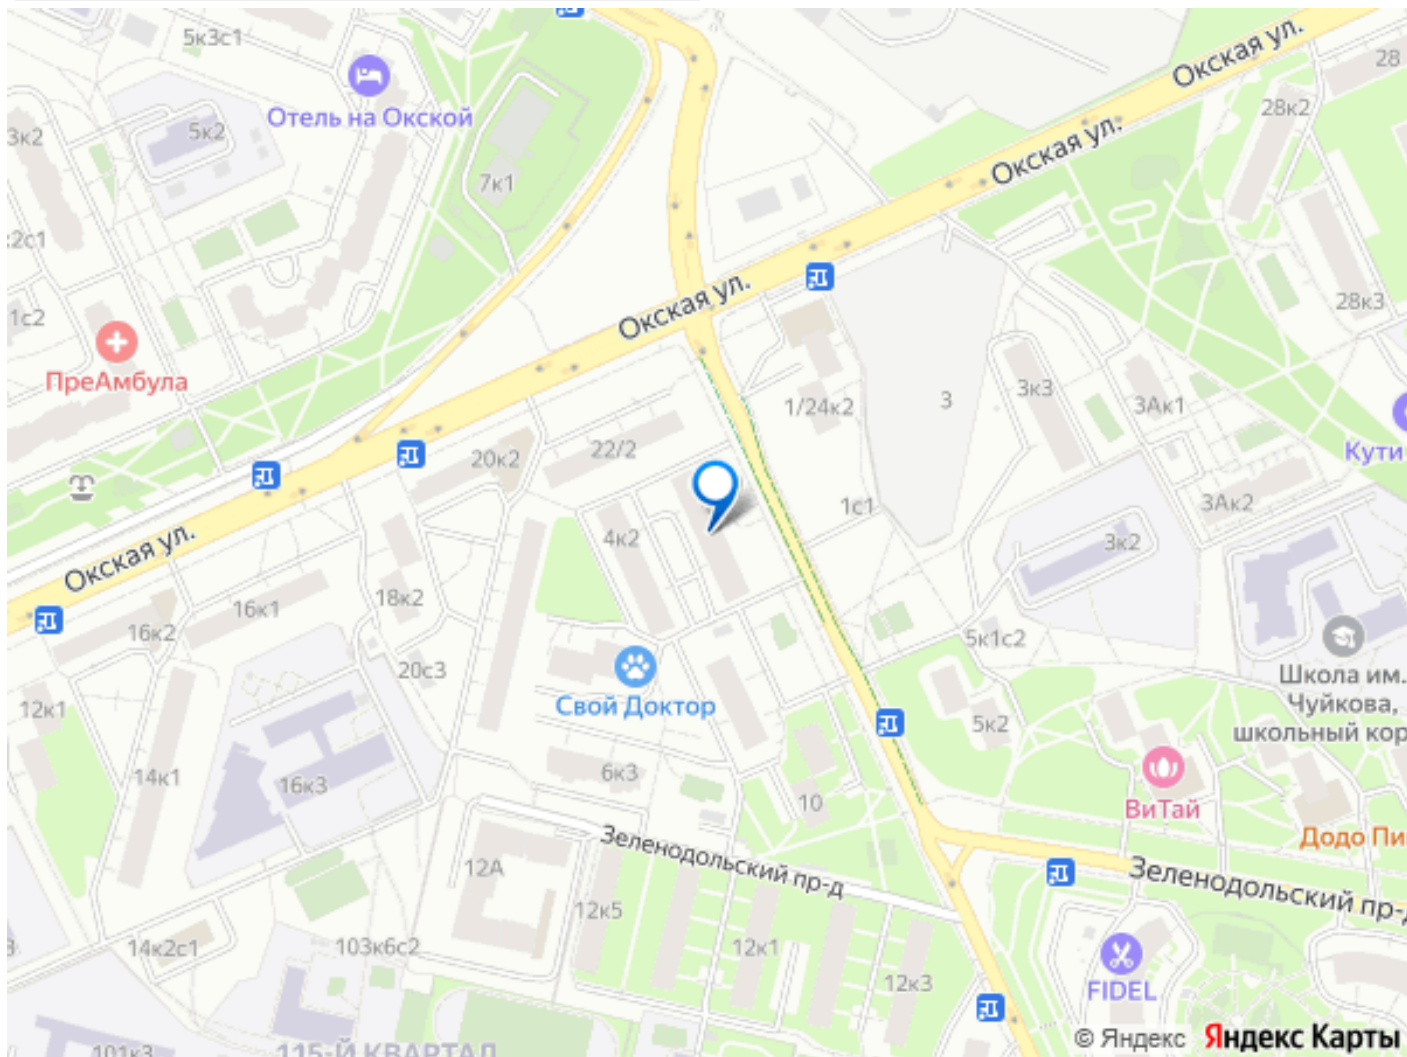 5к3с1
Отель на Окской
5к2
3к2
7к1
2с1
1с2
ПреАмбула
Окская ул.
Окская ул.
Окская ул.
28
28к2
28к3
3к3
3
3Ак1
1/24к2
Кути
22/2
20к2
1с1
3Ак2
3к2
4к2
Окская ул.
18к2
16к1
16к2
20с3
5к1с2
Школа им.
Чуйкова,
школьный кор
Свой Доктор
12к1
5к2
14к1
16к3
6к3
10
ВиТай
Додо Пи
Зеленодольский пр-д
12А
Зеленодольский пр-д
12к5
14к2с1
103к6с2
12к1
12к3
FIDEL
101к3
115-Й КВАРТАЛ
© Яндекс Яндекс Карты